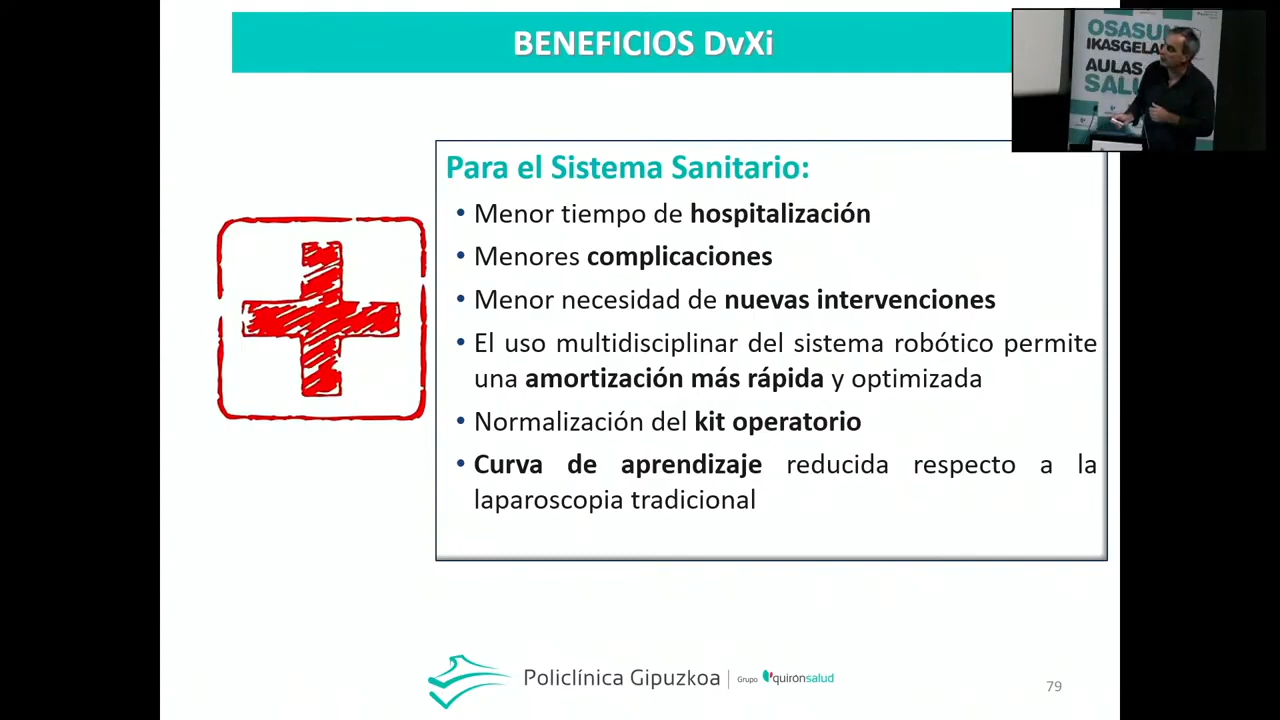 BENEFICIOS DvXi
OSASUN
IKASGELA
AULAS
SALU
Para el Sistema Sanitario:
• Menor tiempo de hospitalización
• Menores complicaciones
• Menor necesidad de nuevas intervenciones
• El uso multidisciplinar del sistema robótico permite
una amortización más rápida y optimizada
• Normalización del kit operatorio
• Curva de aprendizaje reducida respecto a la
laparoscopia tradicional
Policlínica Gipuzkoa | Grupo quirónsalud
79